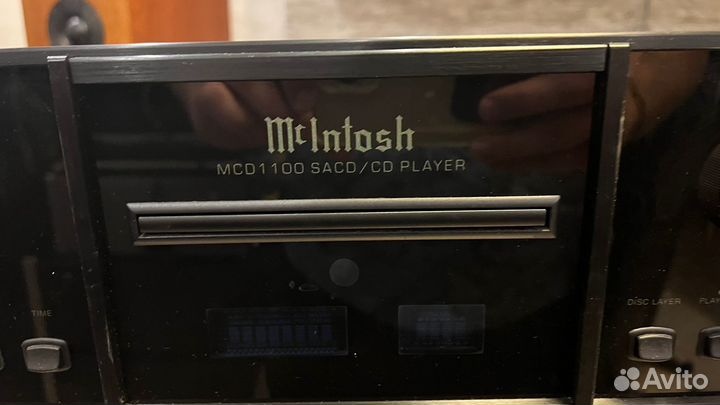 McIntosh
MCD1100 SACD/CD PLAYER
TIME
DISC LAYER
Avito